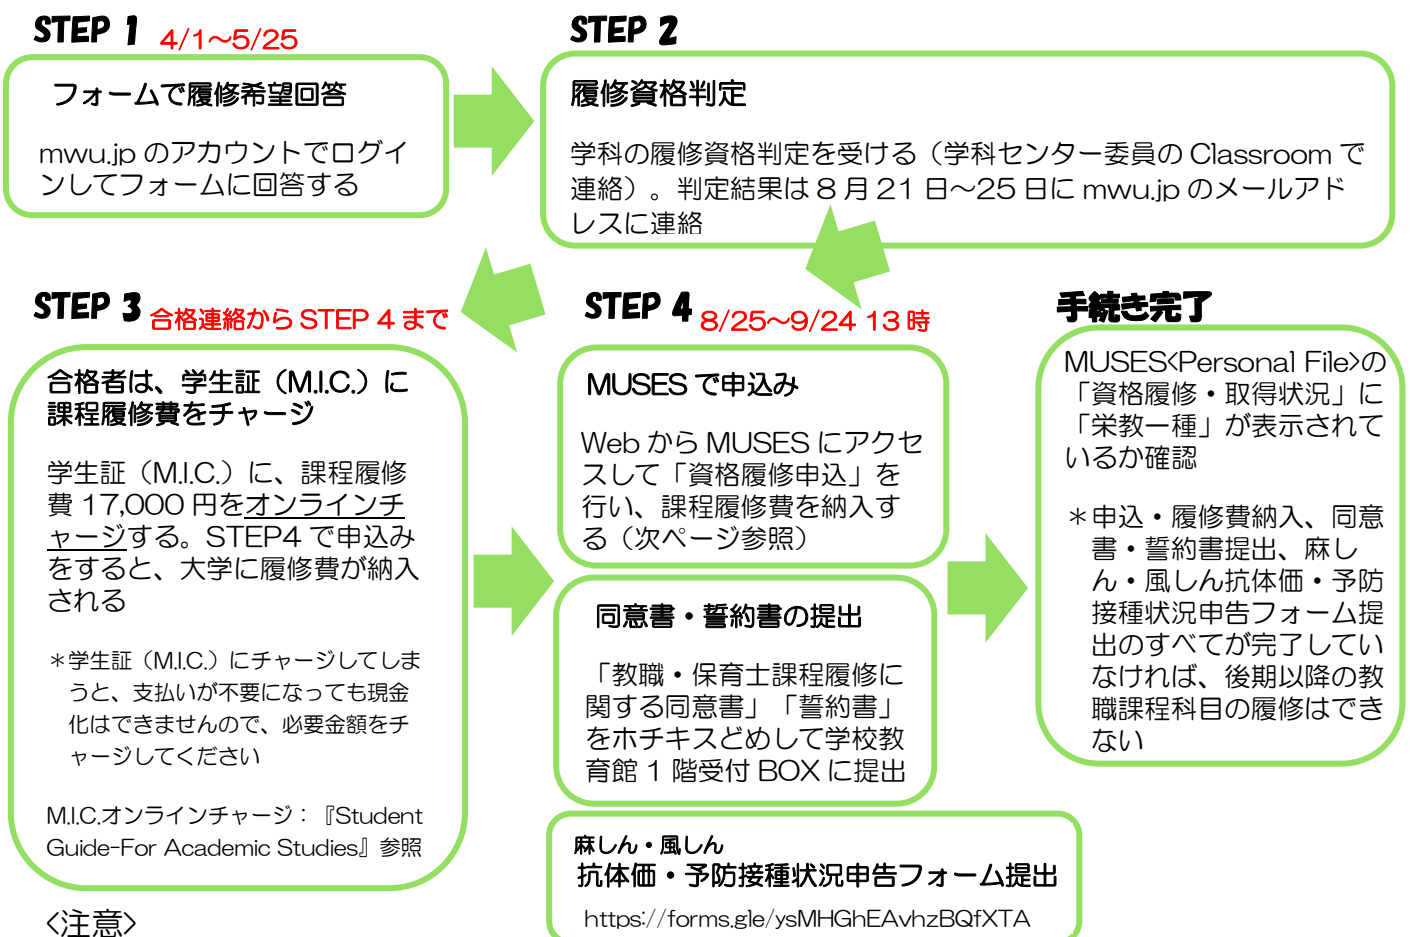 STEP 1 4/1～5/25
フォームで履修希望回答
mwu.jp のアカウントでログイ
ンしてフォームに回答する
STEP 2
履修資格判定
学科の履修資格判定を受ける（学科センター委員の Classroom で
連絡）。判定結果は 8 月 21 日～25 日に mwu.jp のメールアド
レスに連絡
STEP 3 合格連絡から STEP 4 まで
合格者は、学生証（M.I.C.）に
課程履修費をチャージ
学生証（M.I.C.）に、課程履修
費 17,000 円をオンラインチ
ャージする。STEP4 で申込み
をすると、大学に履修費が納入
される
＊学生証（M.I.C.）にチャージしてしま
うと、支払いが不要になっても現金
化はできませんので、必要金額をチ
ャージしてください
M.I.C.オンラインチャージ：『Student
Guide-For Academic Studies』参照
STEP 4 8/25～9/24 13 時
MUSES で申込み
Web から MUSES にアクセ
スして「資格履修申込」を
行い、課程履修費を納入す
る（次ページ参照）
同意書・誓約書の提出
「教職・保育士課程履修に
関する同意書」「誓約書」
をホチキスどめして学校教
育館 1 階受付 BOX に提出
麻しん・風しん
抗体価・予防接種状況申告フォーム提出
https://forms.gle/ysMHGhEAvhzBQfXTA
手続き完了
MUSES<Personal File>の
「資格履修・取得状況」に
「栄教一種」が表示されて
いるか確認
＊申込・履修費納入、同意
書・誓約書提出、麻し
ん・風しん抗体価・予防
接種状況申告フォーム提
出のすべてが完了してい
なければ、後期以降の教
職課程科目の履修はでき
ない
<注意>